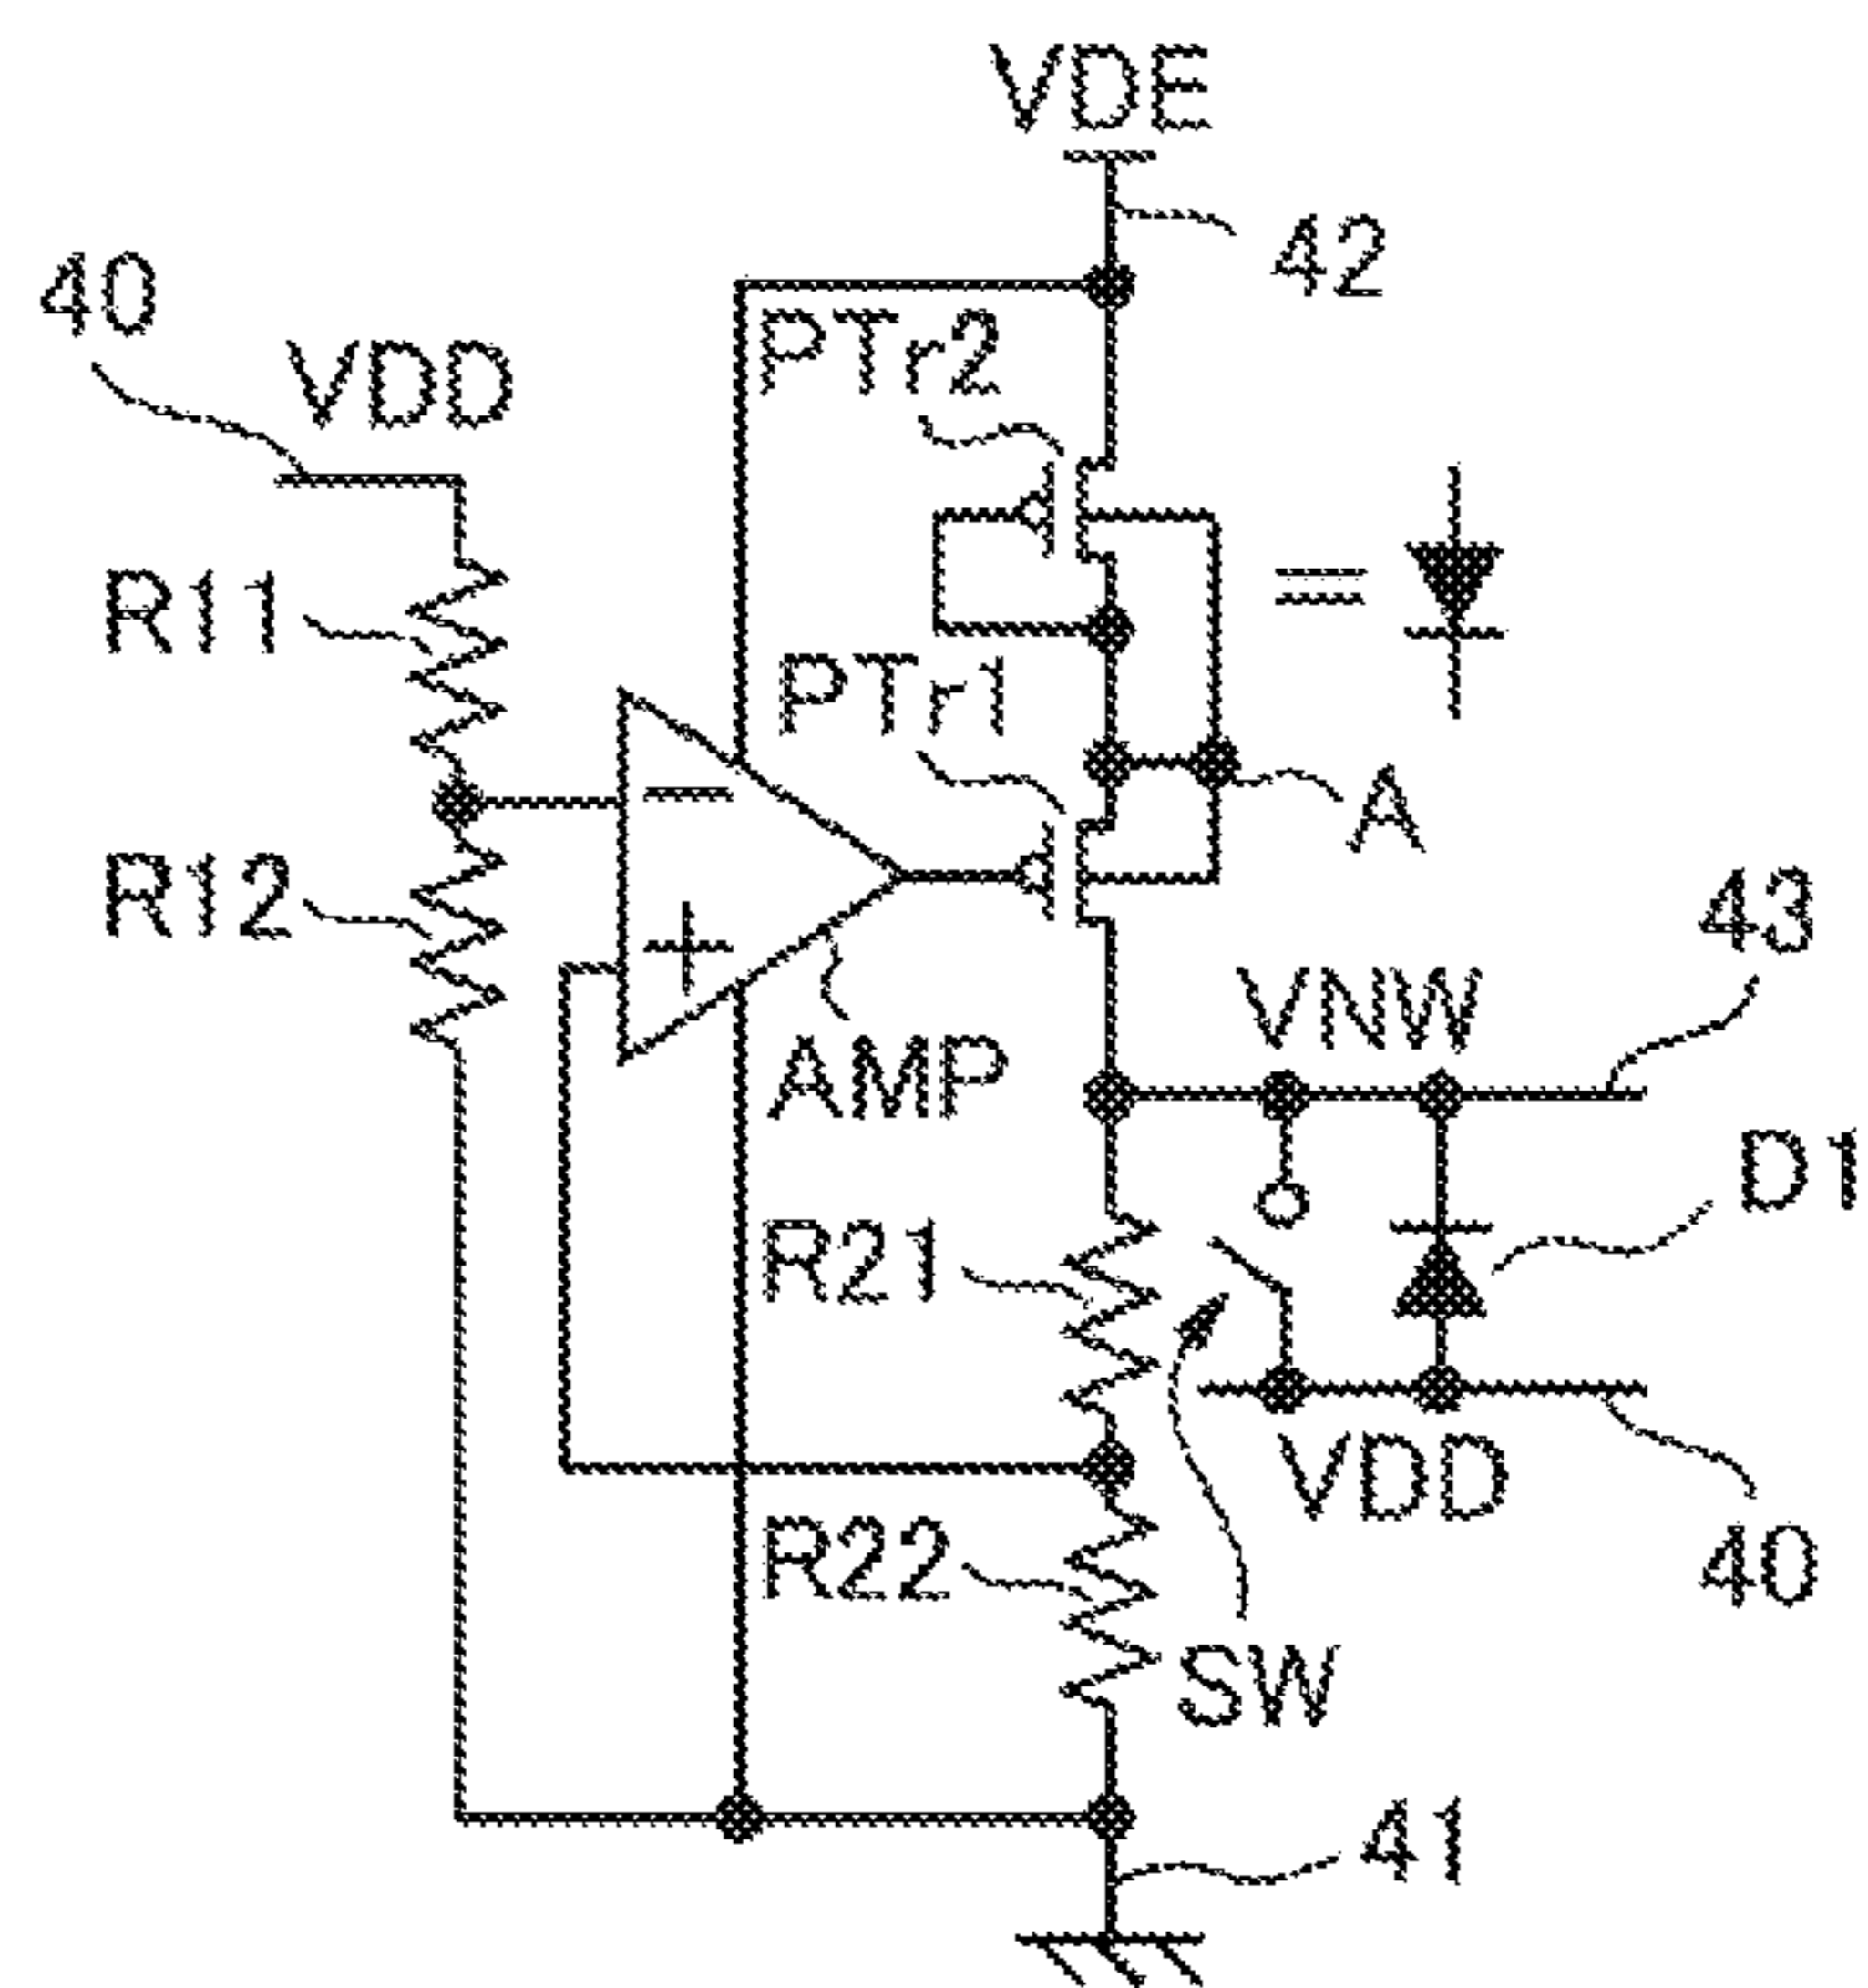 VDE
42
40
VDD
PTr2
R11
=
PTr1
−
A
R12
43
+
VNW
AMP
D1
R21
VDD
R22
40
SW
41